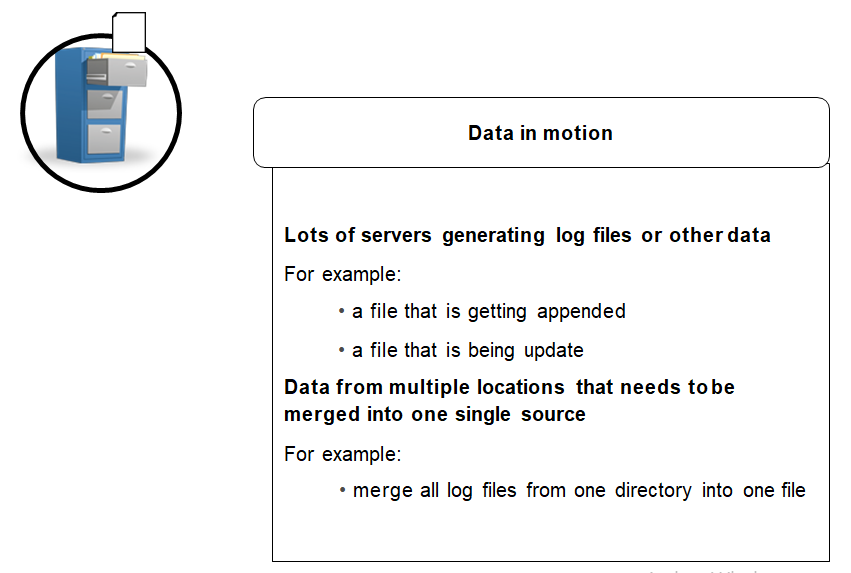 Data in motion
Lots of servers generating log files or other data
For example:
• a file that is getting appended
• a file that is being update
Data from multiple locations that needs to be
merged into one single source
For example:
• merge all log files from one directory into one file